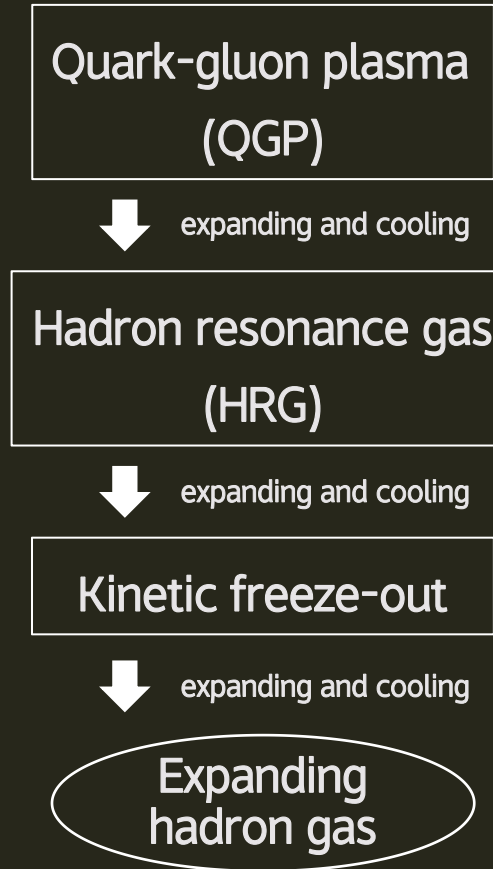 Quark-gluon plasma
(QGP)
expanding and cooling
Hadron resonance gas
(HRG)
expanding and cooling
Kinetic freeze-out
expanding and cooling
Expanding
hadron gas